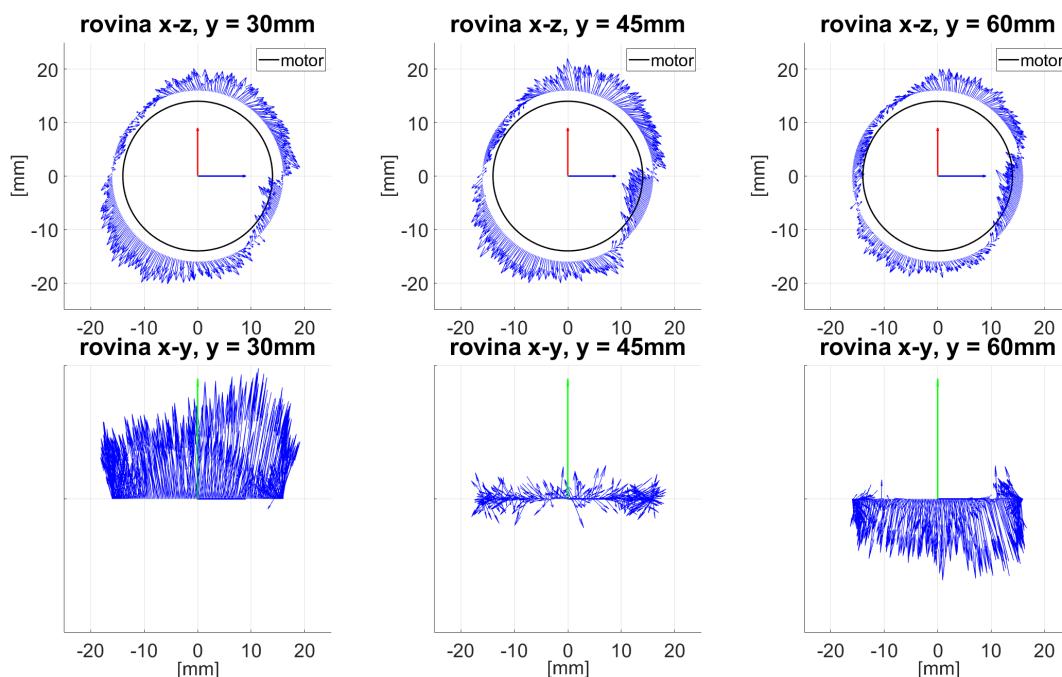 rovina x-z, y = 30mm
rovina x-z, y = 45mm
rovina x-z, y = 60mm
motor
motor
motor
20
10
0
-10
-20
[mm]
20
10
0
-10
-20
[mm]
20
10
0
-10
-20
[mm]
-20 -10 0 10 20
-20 -10 0 10 20
-20 -10 0 10 20
rovina x-y, y = 30mm
rovina x-y, y = 45mm
rovina x-y, y = 60mm
-20 -10 0 10 20
[mm]
-20 -10 0 10 20
[mm]
-20 -10 0 10 20
[mm]